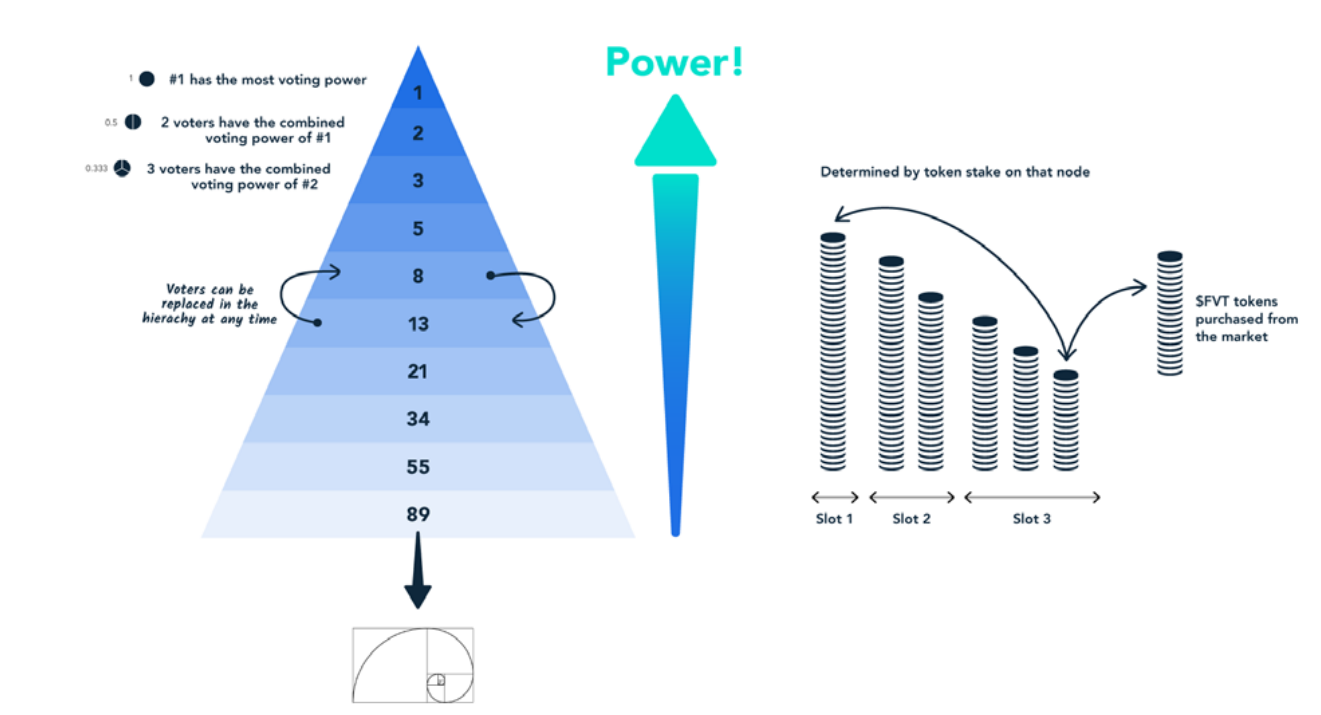 Power!
1
#1 has the most voting power
0.5
2 voters have the combined
voting power of #1
0.333
3 voters have the combined
voting power of #2
1
2
3
5
8
13
21
34
55
89
Voters can be
replaced in the
hierachy at any time
Determined by token stake on that node
$FVT tokens
purchased from
the market
Slot 1
Slot 2
Slot 3